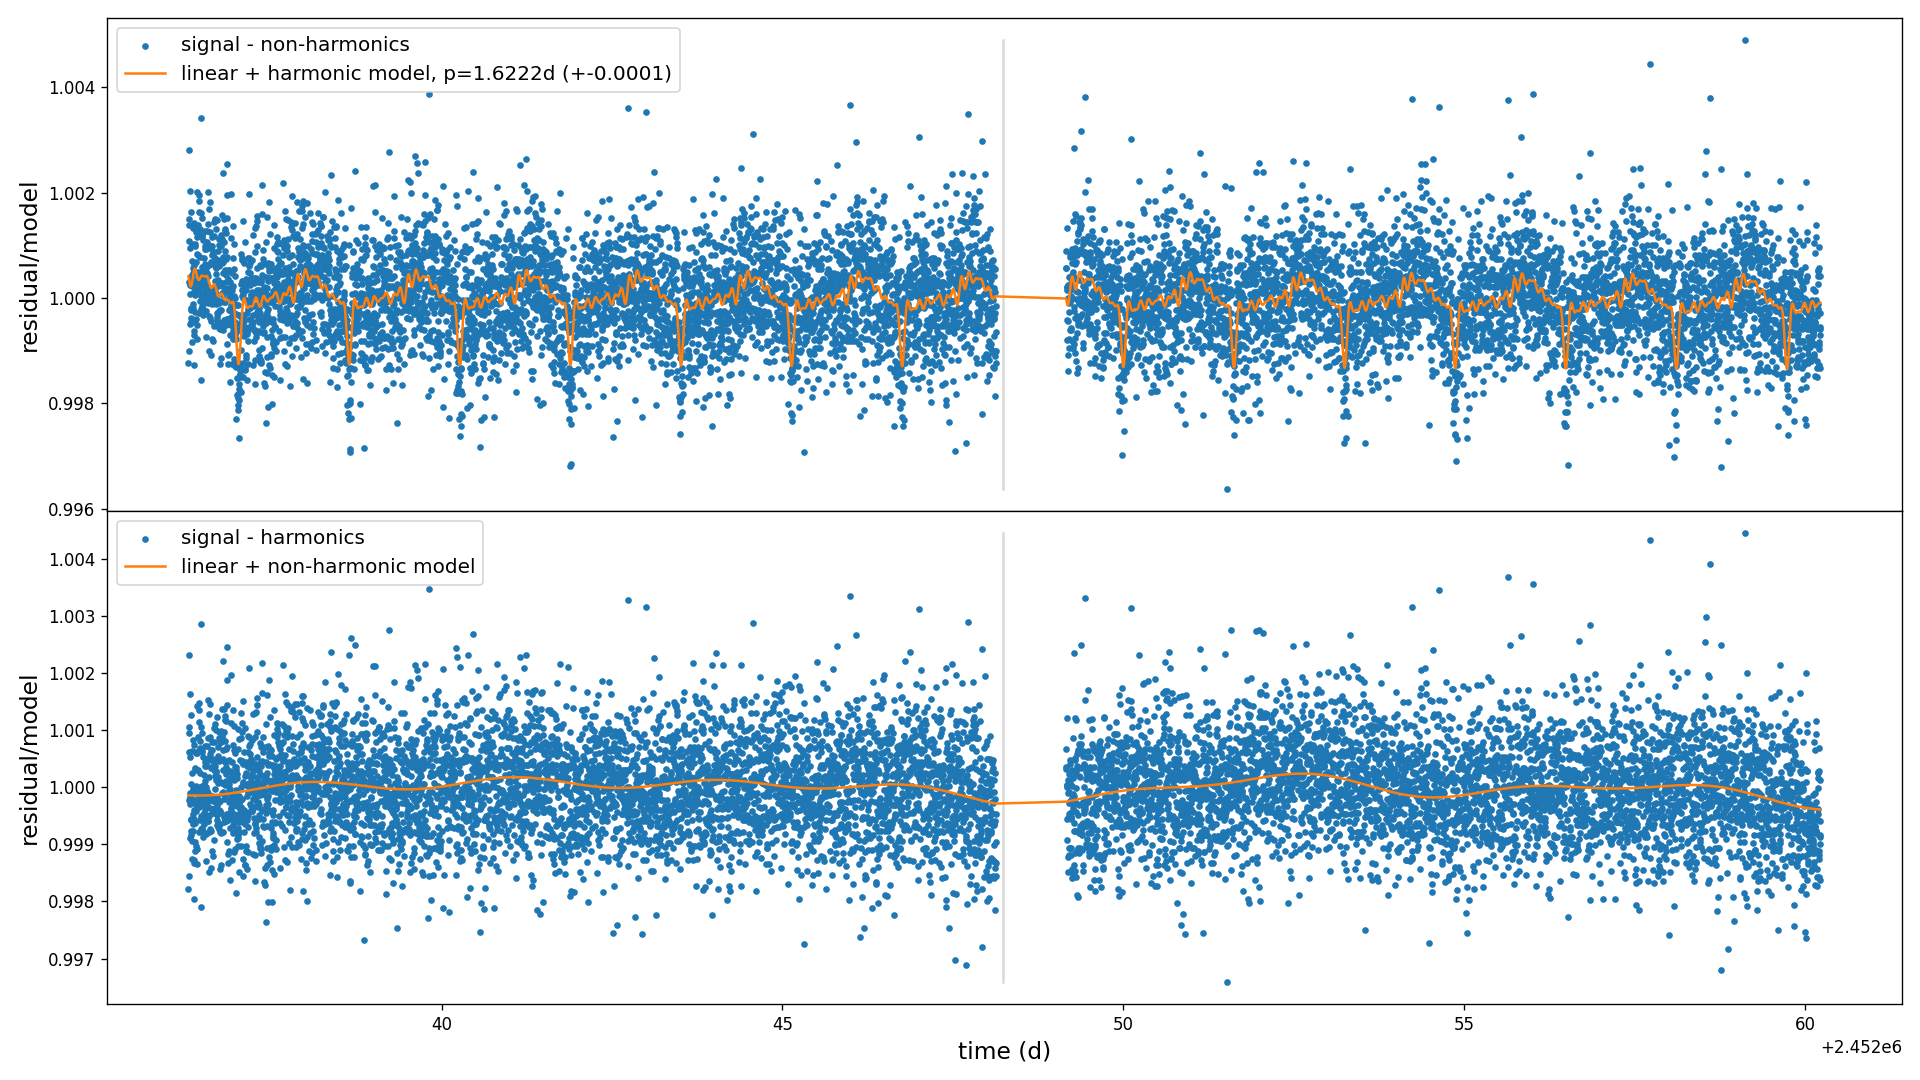 signal - non-harmonics
linear + harmonic model, p=1.6222d (+-0.0001)
1.004
1.002
1.000
0.998
0.996
residual/model
signal - harmonics
linear + non-harmonic model
1.004
1.003
1.002
1.001
1.000
0.999
0.998
0.997
residual/model
40
45
50
55
60
time (d)
+2.452e6